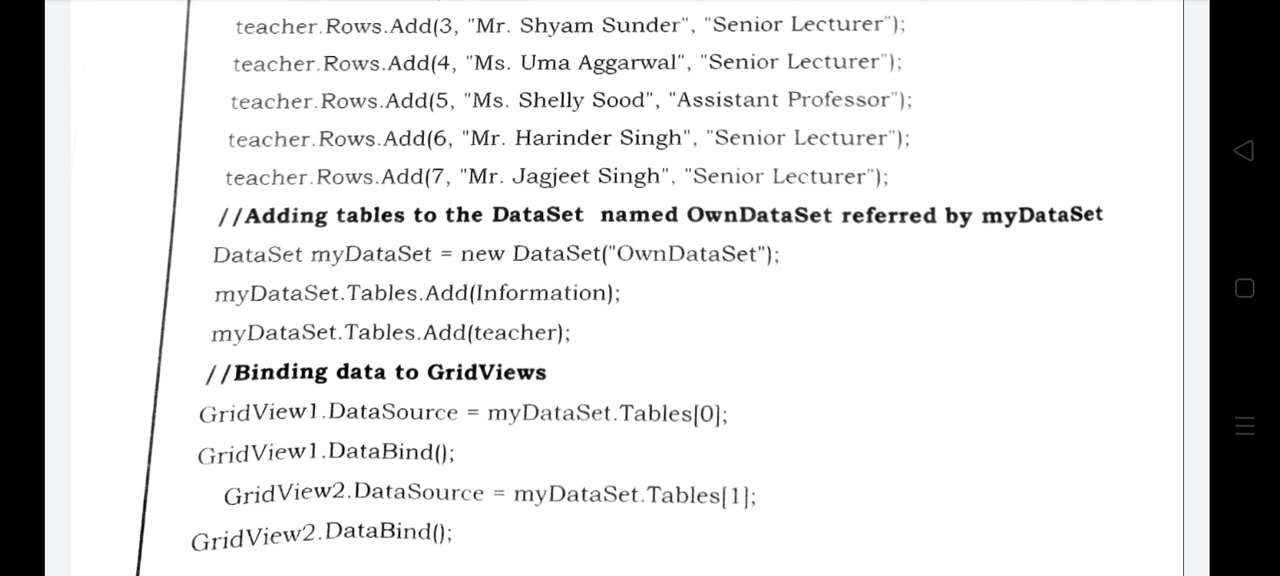 teacher.Rows.Add(3, "Mr. Shyam Sunder", "Senior Lecturer");
teacher.Rows.Add(4, "Ms. Uma Aggarwal", "Senior Lecturer");
teacher.Rows.Add(5, "Ms. Shelly Sood", "Assistant Professor");
teacher.Rows.Add(6, "Mr. Harinder Singh", "Senior Lecturer");
teacher.Rows.Add(7, "Mr. Jagjeet Singh", "Senior Lecturer");
//Adding tables to the DataSet named OwnDataSet referred by myDataSet
DataSet myDataSet = new DataSet("OwnDataSet");
myDataSet.Tables.Add(Information);
myDataSet.Tables.Add(teacher);
//Binding data to GridViews
GridView1.DataSource = myDataSet.Tables[0];
GridView1.DataBind();
GridView2.DataSource = myDataSet.Tables[1];
GridView2.DataBind();